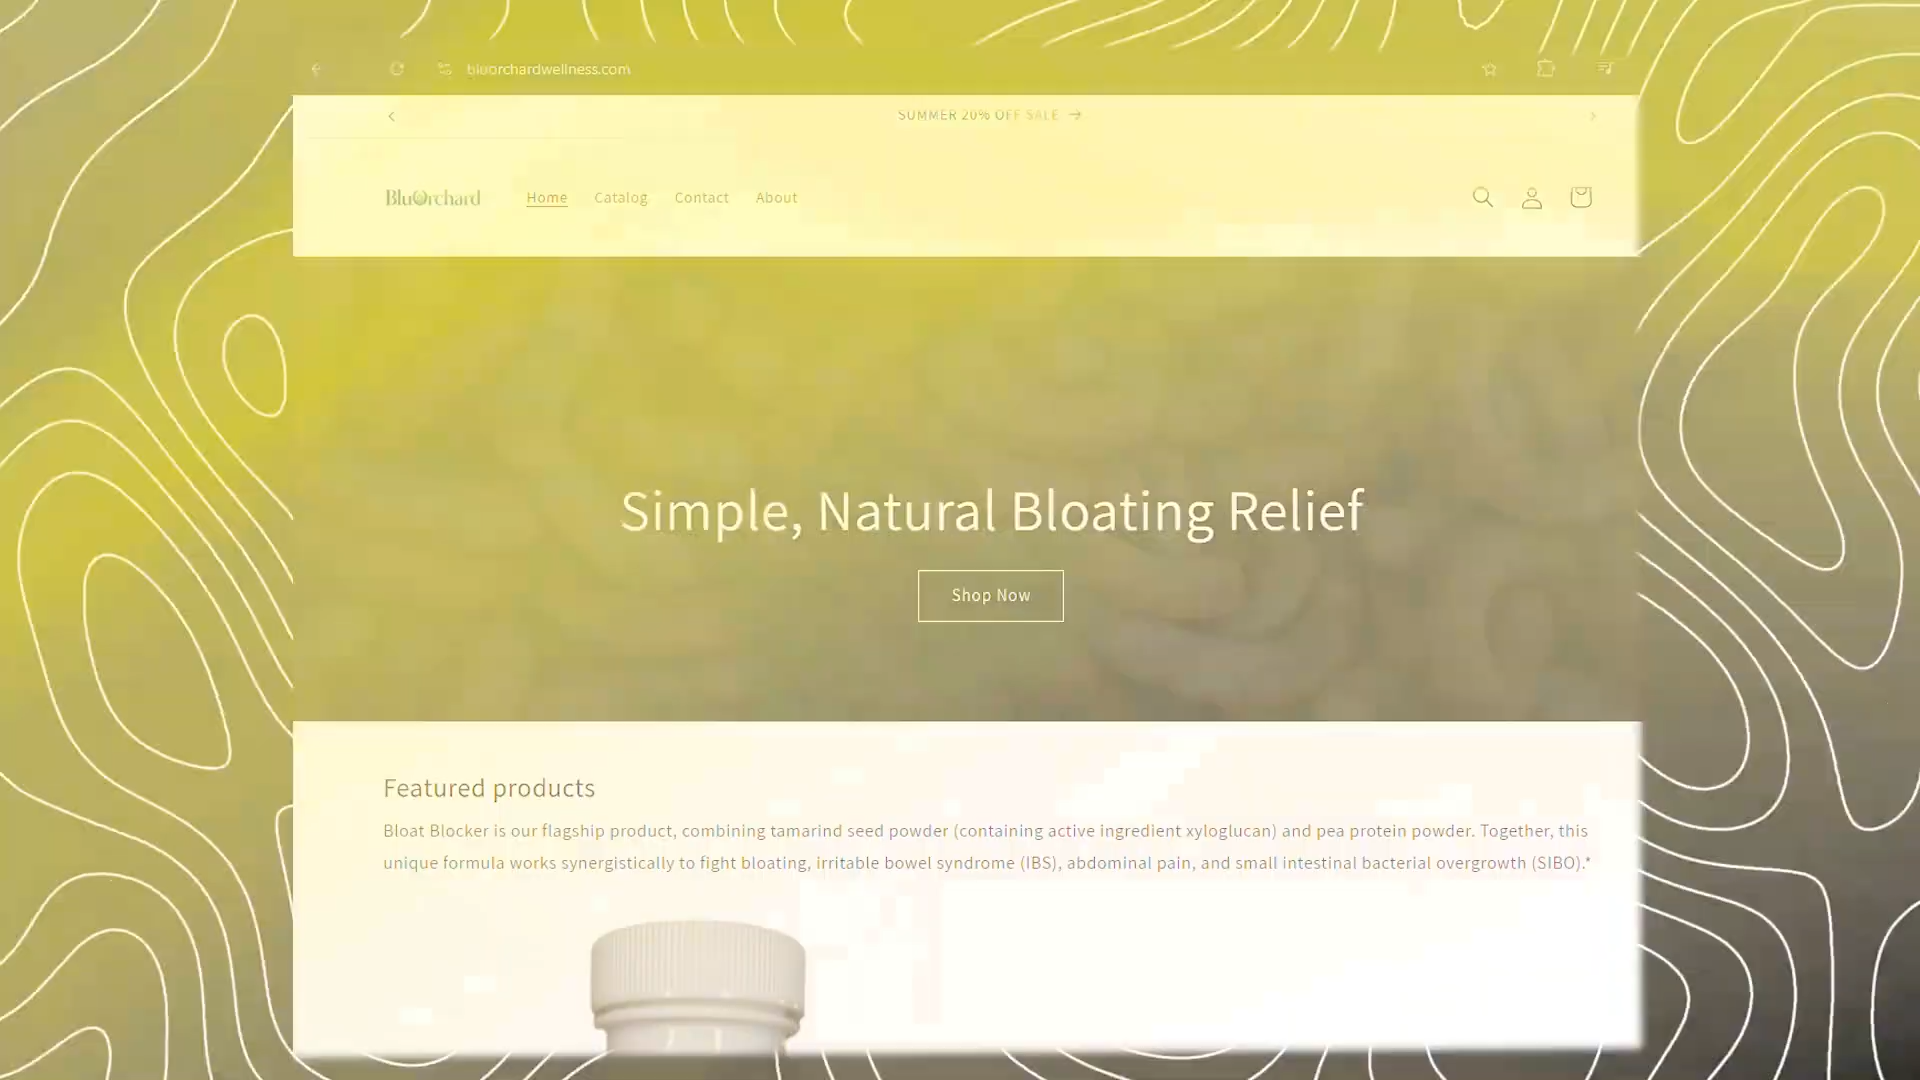 bluorchardwellness.com
SUMMER 20% OFF SALE →
BluOrchard
Home Catalog Contact About
Simple, Natural Bloating Relief
Shop Now
Featured products
Bloat Blocker is our flagship product, combining tamarind seed powder (containing active ingredient xyloglucan) and pea protein powder. Together, this
unique formula works synergistically to fight bloating, irritable bowel syndrome (IBS), abdominal pain, and small intestinal bacterial overgrowth (SIBO).*